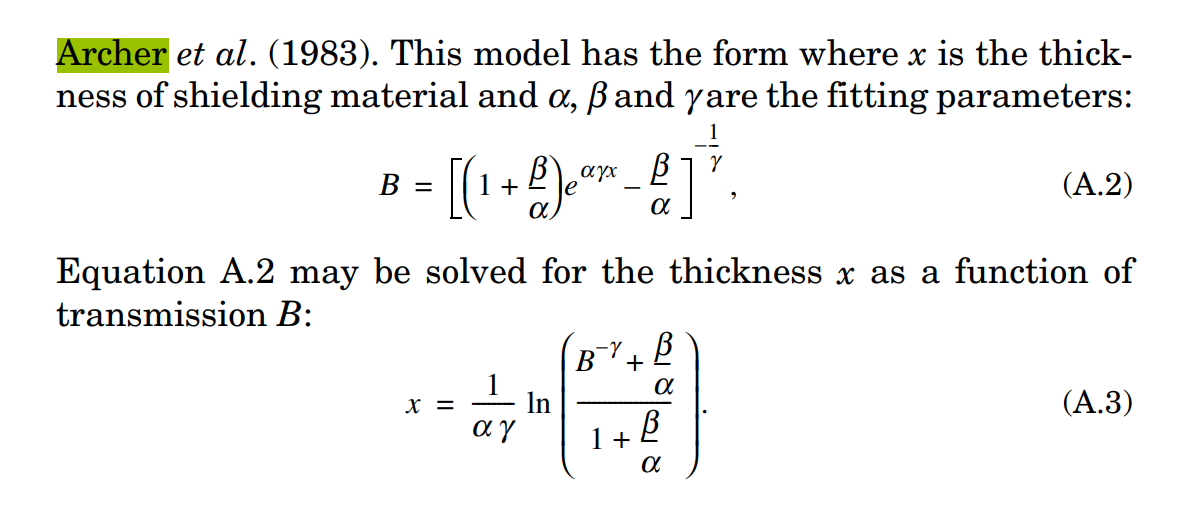 Archer et al. (1983). This model has the form where x is the thick-
ness of shielding material and α, β and γ are the fitting parameters:
B = [(1 + β/α)e^{αγx} − β/α]^{−1/γ}, (A.2)
Equation A.2 may be solved for the thickness x as a function of
transmission B:
x = 1/(αγ) ln((B^{−γ} + β/α)/(1 + β/α)). (A.3)